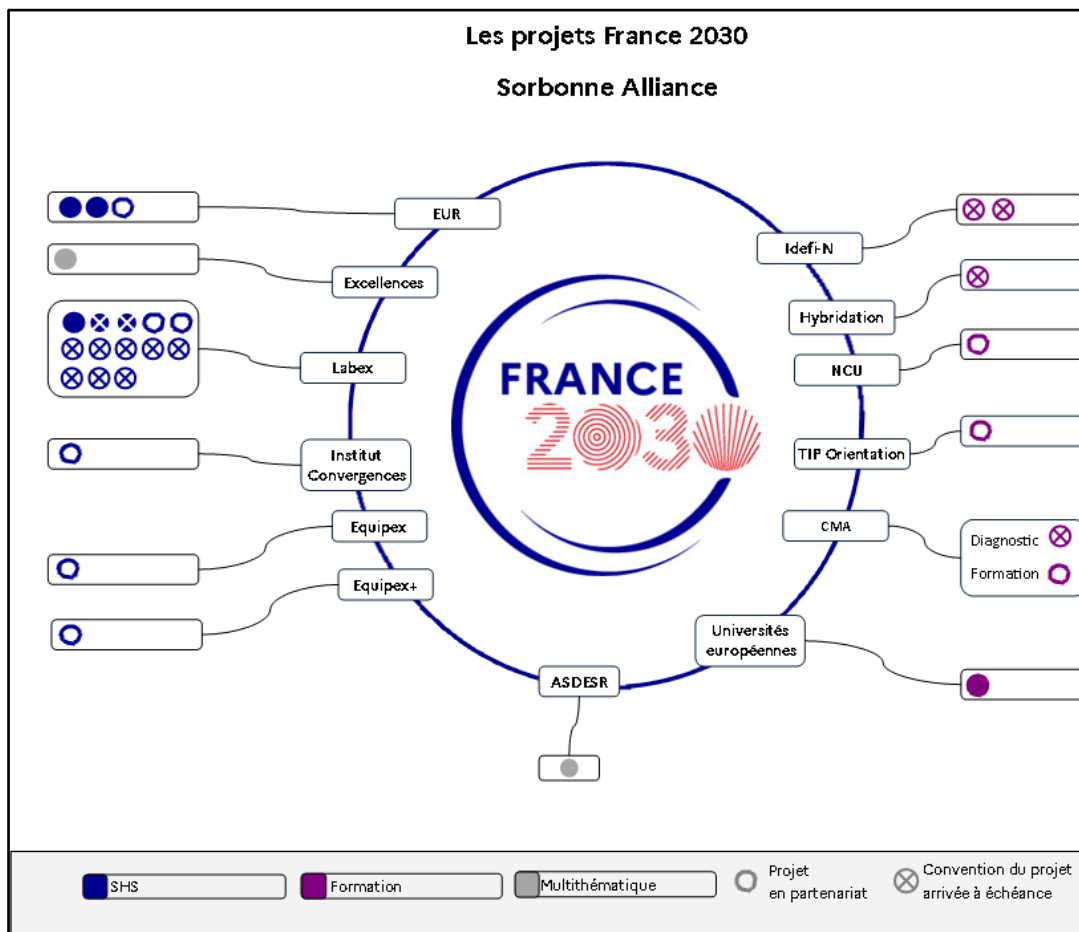 Les projets France 2030
Sorbonne Alliance
EUR
Excellences
Labex
Institut
Convergences
Equipex
Equipex+
ASDESR
Idefi-N
Hybridation
NCU
TIP Orientation
CMA
Diagnostic
Formation
Universités
européennes
FRANCE
2030
SHS
Formation
Multithématique
Projet
en partenariat
Convention du projet
arrivée à échéance